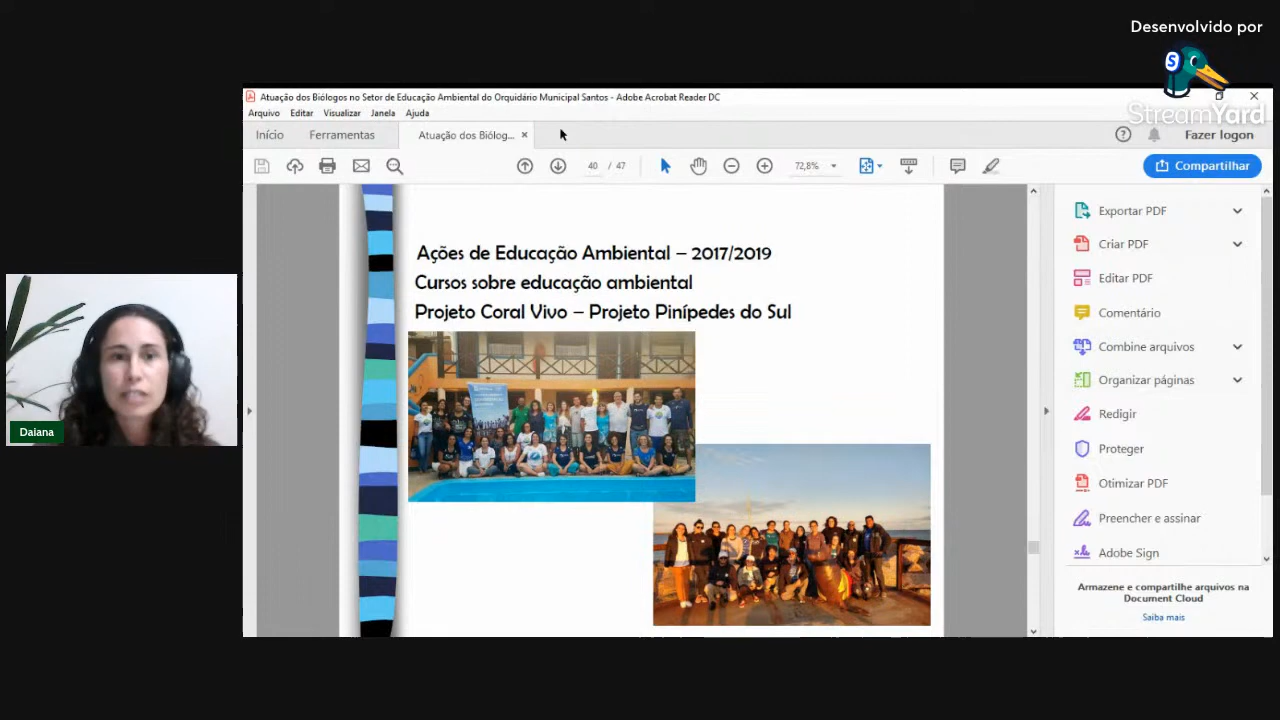 Desenvolvido por
S
StreamYard
Atuação dos Biólogos no Setor de Educação Ambiental do Orquidário Municipal Santos - Adobe Acrobat Reader DC
Arquivo Editar Visualizar Janela Ajuda
Início Ferramentas Atuação dos Biólog... × Fazer logon
40 / 47 72,8% Compartilhar
Exportar PDF
Criar PDF
Editar PDF
Comentário
Combine arquivos
Organizar páginas
Redigir
Proteger
Otimizar PDF
Preencher e assinar
Adobe Sign
Armazene e compartilhe arquivos na
Document Cloud
Saiba mais
Ações de Educação Ambiental – 2017/2019
Cursos sobre educação ambiental
Projeto Coral Vivo – Projeto Pinípedes do Sul
Daiana